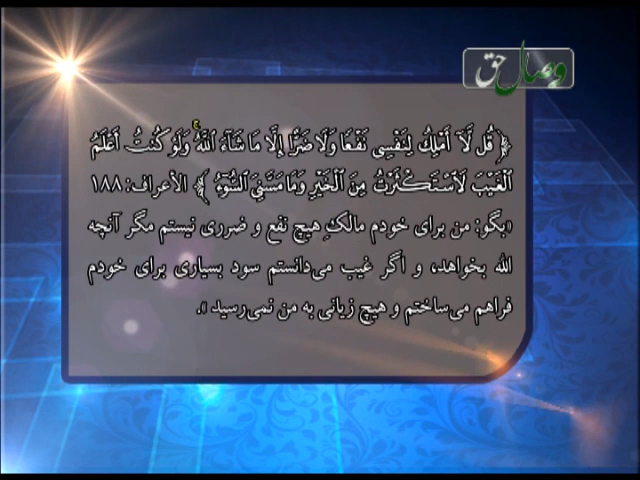 وصال حق
﴿ قُل لَّآ أَمْلِكُ لِنَفْسِي نَفْعًا وَلَا ضَرًّا إِلَّا مَا شَآءَ ٱللَّهُۚ وَلَوْ كُنتُ أَعْلَمُ
ٱلْغَيْبَ لَٱسْتَكْثَرْتُ مِنَ ٱلْخَيْرِ وَمَا مَسَّنِيَ ٱلسُّوٓءُ ﴾ الأعراف: ١٨٨
«بگو: من برای خودم مالکِ هیچ نفع و ضرری نیستم مگر آنچه
الله بخواهد، و اگر غیب می‌دانستم سود بسیاری برای خودم
فراهم می‌ساختم و هیچ زیانی به من نمی‌رسید».